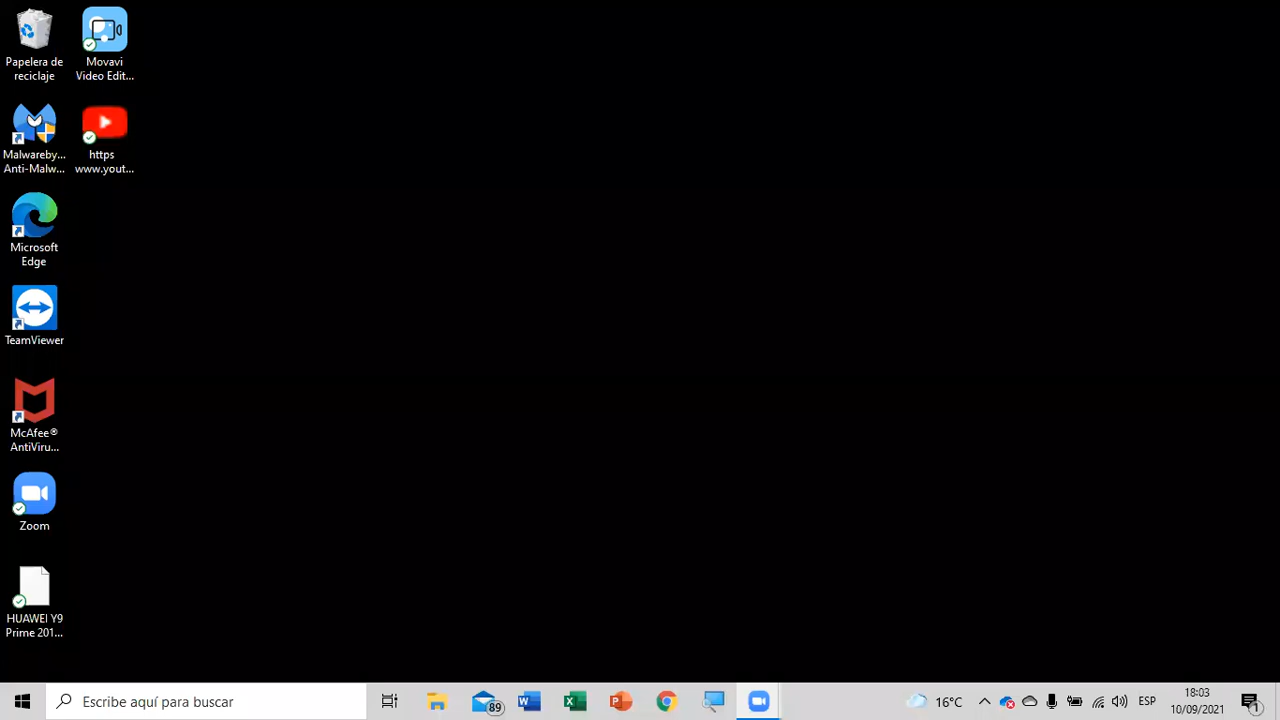 Papelera de
reciclaje
Movavi
Video Edit...
Malwareby...
Anti-Malw...
https
www.yout...
Microsoft
Edge
TeamViewer
McAfee®
AntiViru...
Zoom
HUAWEI Y9
Prime 201...
Escribe aquí para buscar
89
16°C
ESP
18:03
10/09/2021
1